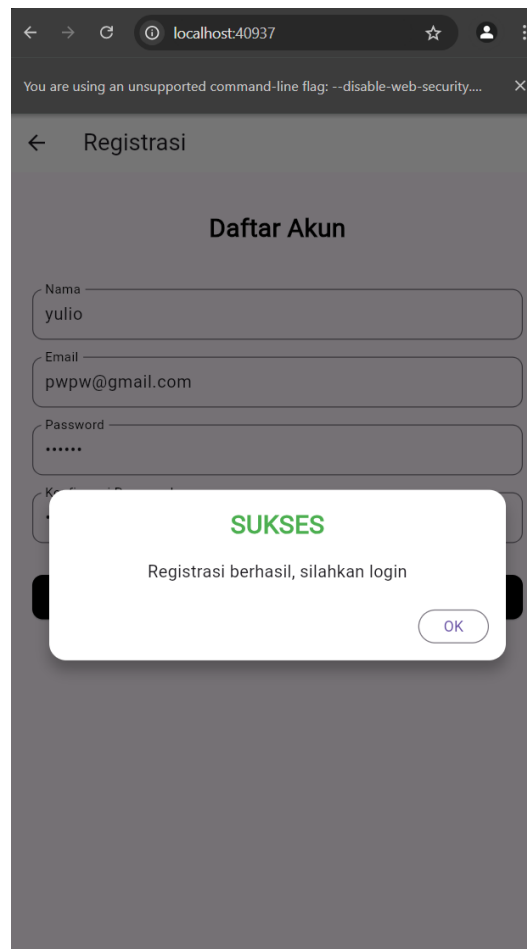 localhost:40937
You are using an unsupported command-line flag: --disable-web-security....
Registrasi
Daftar Akun
Nama
yulio
Email
pwpw@gmail.com
Password
••••••
SUKSES
Registrasi berhasil, silahkan login
OK